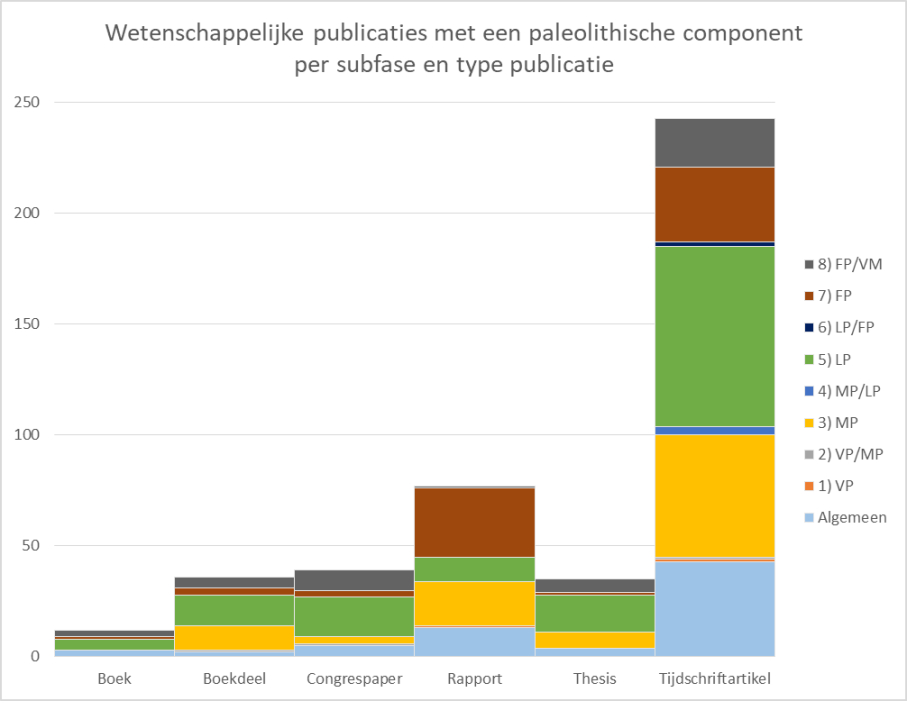 Wetenschappelijke publicaties met een paleolithische component
per subfase en type publicatie
250
200
150
100
50
0
Boek
Boekdeel
Congrespaper
Rapport
Thesis
Tijdschriftartikel
8) FP/VM
7) FP
6) LP/FP
5) LP
4) MP/LP
3) MP
2) VP/MP
1) VP
Algemeen